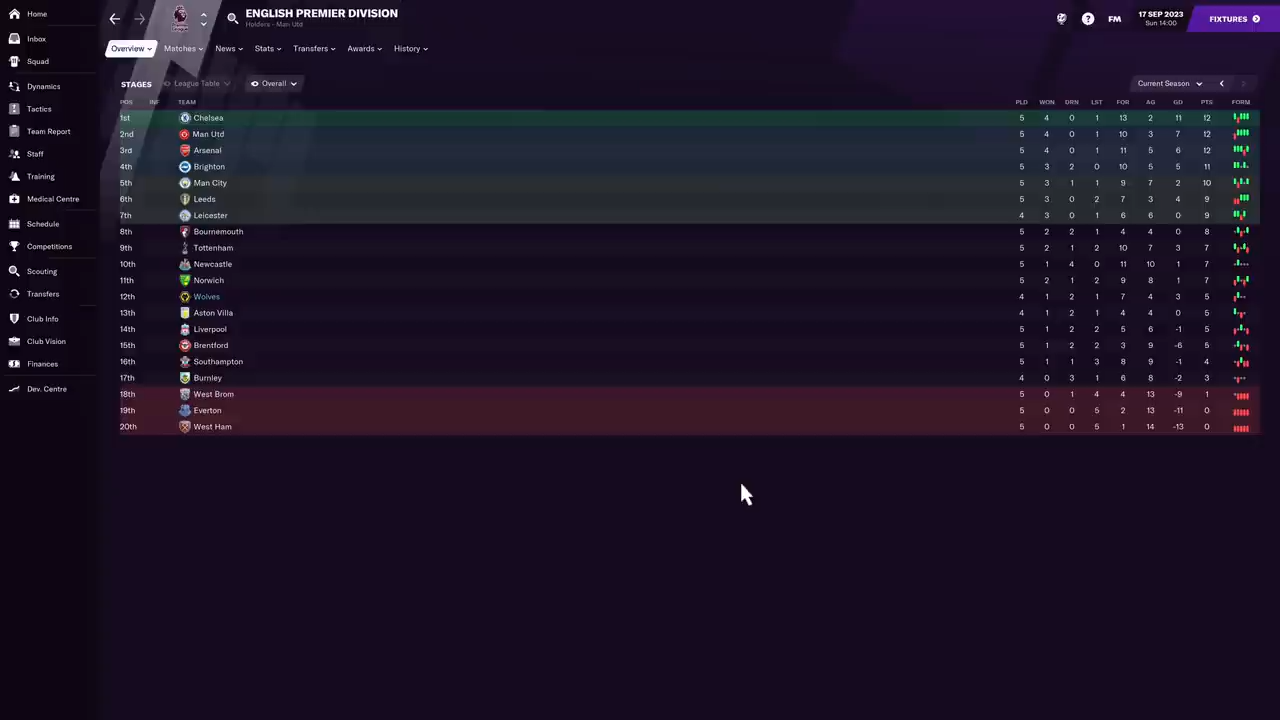 Home
Inbox
Squad
Dynamics
Tactics
Team Report
Staff
Training
Medical Centre
Schedule
Competitions
Scouting
Transfers
Club Info
Club Vision
Finances
Dev. Centre
ENGLISH PREMIER DIVISION
Holders - Man Utd
FM
17 SEP 2023
Sun 14:00
FIXTURES
Overview Matches News Stats Transfers Awards History
STAGES League Table Overall Current Season
POS INF TEAM PLD WON DRN LST FOR AG GD PTS FORM
1st Chelsea 5 4 0 1 13 2 11 12
2nd Man Utd 5 4 0 1 10 3 7 12
3rd Arsenal 5 4 0 1 11 5 6 12
4th Brighton 5 3 2 0 10 5 5 11
5th Man City 5 3 1 1 9 7 2 10
6th Leeds 5 3 0 2 7 3 4 9
7th Leicester 4 3 0 1 6 6 0 9
8th Bournemouth 5 2 2 1 4 4 0 8
9th Tottenham 5 2 1 2 10 7 3 7
10th Newcastle 5 1 4 0 11 10 1 7
11th Norwich 5 2 1 2 9 8 1 7
12th Wolves 4 1 2 1 7 4 3 5
13th Aston Villa 4 1 2 1 4 4 0 5
14th Liverpool 5 1 2 2 5 6 -1 5
15th Brentford 5 1 2 2 3 9 -6 5
16th Southampton 5 1 1 3 8 9 -1 4
17th Burnley 4 0 3 1 6 8 -2 3
18th West Brom 5 0 1 4 4 13 -9 1
19th Everton 5 0 0 5 2 13 -11 0
20th West Ham 5 0 0 5 1 14 -13 0